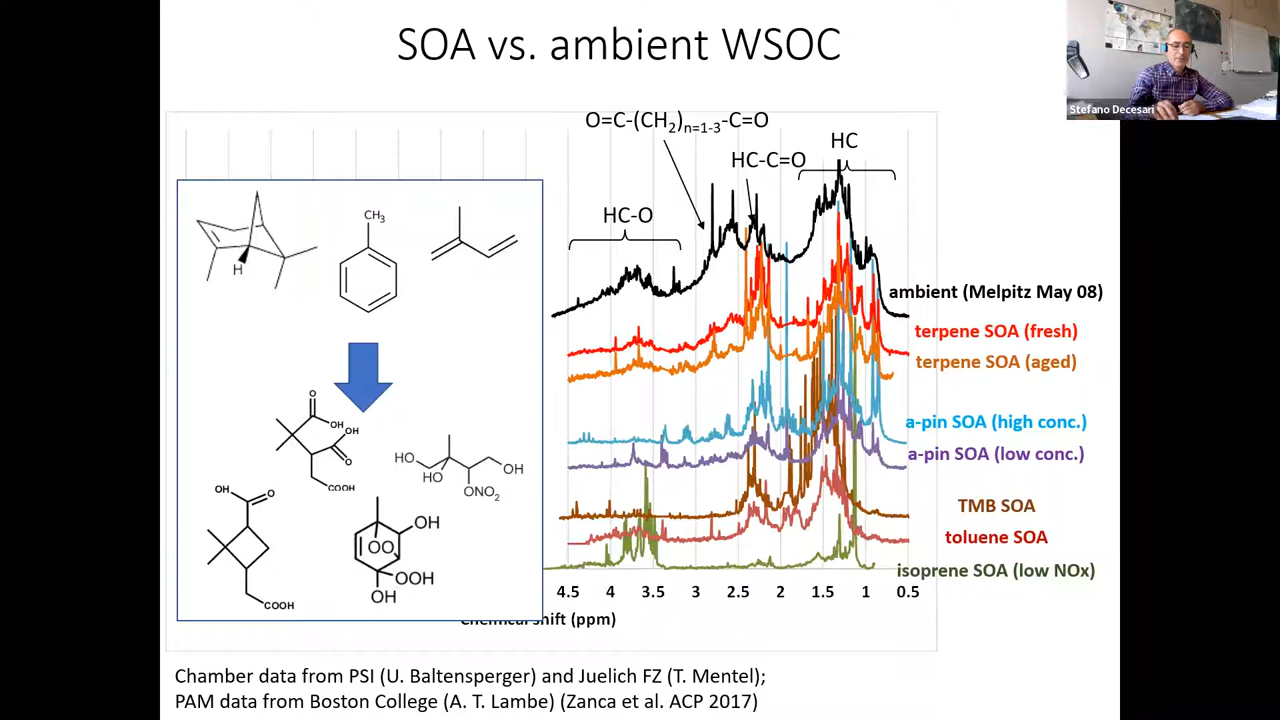 SOA vs. ambient WSOC
Stefano Decesari
O=C-(CH2)n=1-3-C=O
HC-C=O
HC
HC-O
CH3
H
ambient (Melpitz May 08)
terpene SOA (fresh)
terpene SOA (aged)
O
OH
OH
O
COOH
HO
HO
OH
ONO2
a-pin SOA (high conc.)
a-pin SOA (low conc.)
OH
O
COOH
OH
OO
OOH
OH
TMB SOA
toluene SOA
isoprene SOA (low NOx)
4.5 4 3.5 3 2.5 2 1.5 1 0.5
Chemical shift (ppm)
Chamber data from PSI (U. Baltensperger) and Juelich FZ (T. Mentel);
PAM data from Boston College (A. T. Lambe) (Zanca et al. ACP 2017)